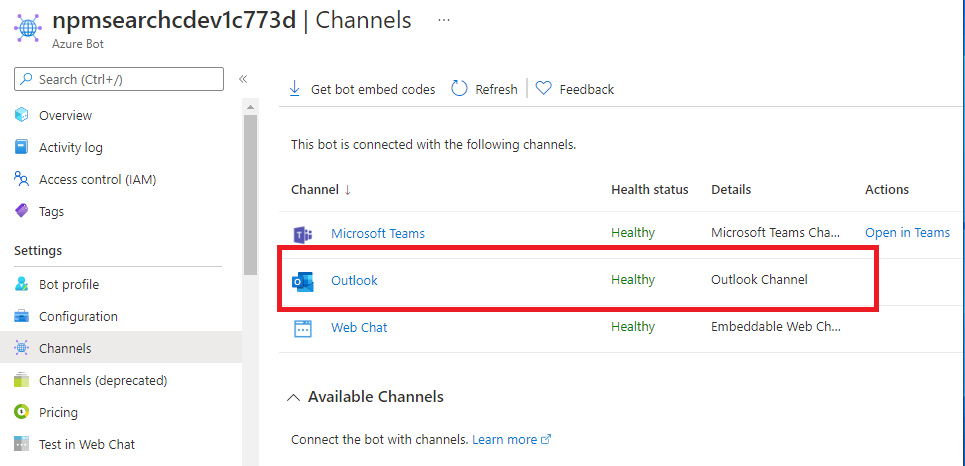 npmsearchcdev1c773d | Channels ...
Azure Bot
Search (Ctrl+/) «
Overview
Activity log
Access control (IAM)
Tags
Settings
Bot profile
Configuration
Channels
Channels (deprecated)
Pricing
Test in Web Chat
Get bot embed codes Refresh Feedback
This bot is connected with the following channels.
Channel ↓ Health status Details Actions
Microsoft Teams Healthy Microsoft Teams Cha... Open in Teams
Outlook Healthy Outlook Channel
Web Chat Healthy Embeddable Web Ch...
Available Channels
Connect the bot with channels. Learn more